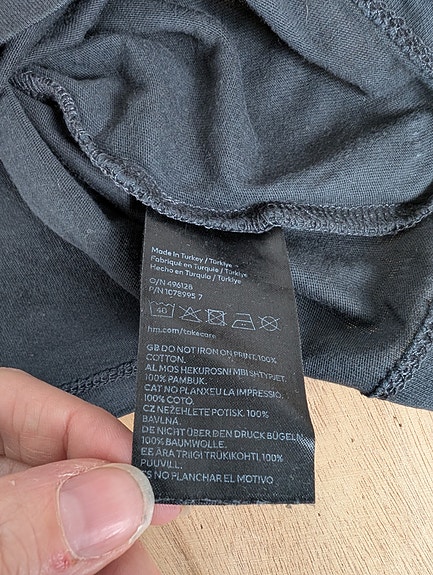 Made in Turkey / Türkiye
Fabriqué en Turquie / Türkiye
Hecho en Turquía / Türkiye
C/N 496128
P/N 1078995 7
40
hm.com/takecare
GB DO NOT IRON ON PRINT. 100%
COTTON.
AL MOS HEKUROSNI MBI SHTYPJET.
100% PAMBUK.
CAT NO PLANXEU LA IMPRESSIÓ.
100% COTÓ.
CZ NEŽEHLETE POTISK. 100%
BAVLNA.
DE NICHT ÜBER DEN DRUCK BÜGELN
100% BAUMWOLLE.
EE ÄRA TRIIGI TRÜKIKOHTI. 100%
PUUVILL.
ES NO PLANCHAR EL MOTIVO